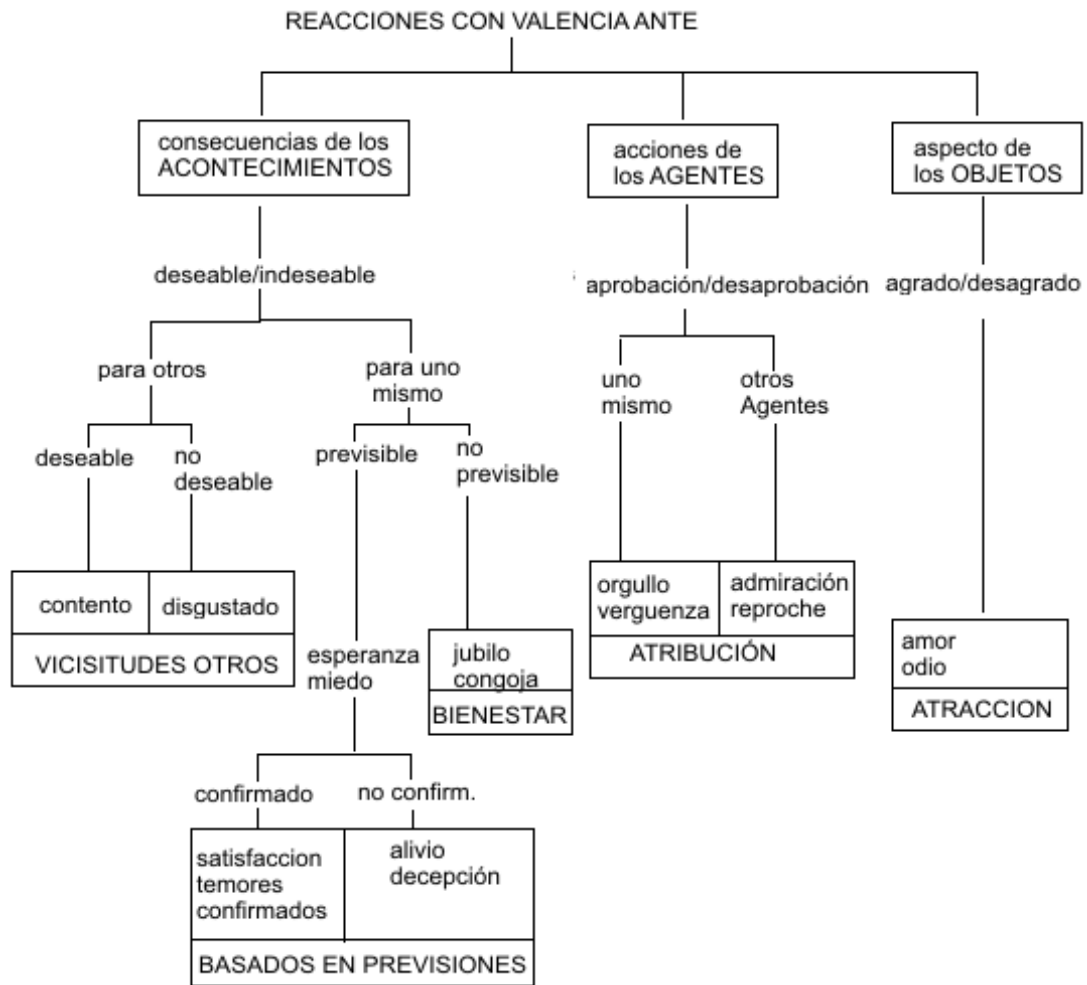 REACCIONES CON VALENCIA ANTE
consecuencias de los
ACONTECIMIENTOS
acciones de
los AGENTES
aspecto de
los OBJETOS
deseable/indeseable
aprobación/desaprobación
agrado/desagrado
para otros
para uno
mismo
uno
mismo
otros
Agentes
deseable
no
deseable
previsible
no
previsible
contento
disgustado
VICISITUDES OTROS
esperanza
miedo
jubilo
congoja
BIENESTAR
orgullo
verguenza
admiración
reproche
ATRIBUCIÓN
amor
odio
ATRACCION
confirmado
no confirm.
satisfaccion
temores
confirmados
alivio
decepción
BASADOS EN PREVISIONES